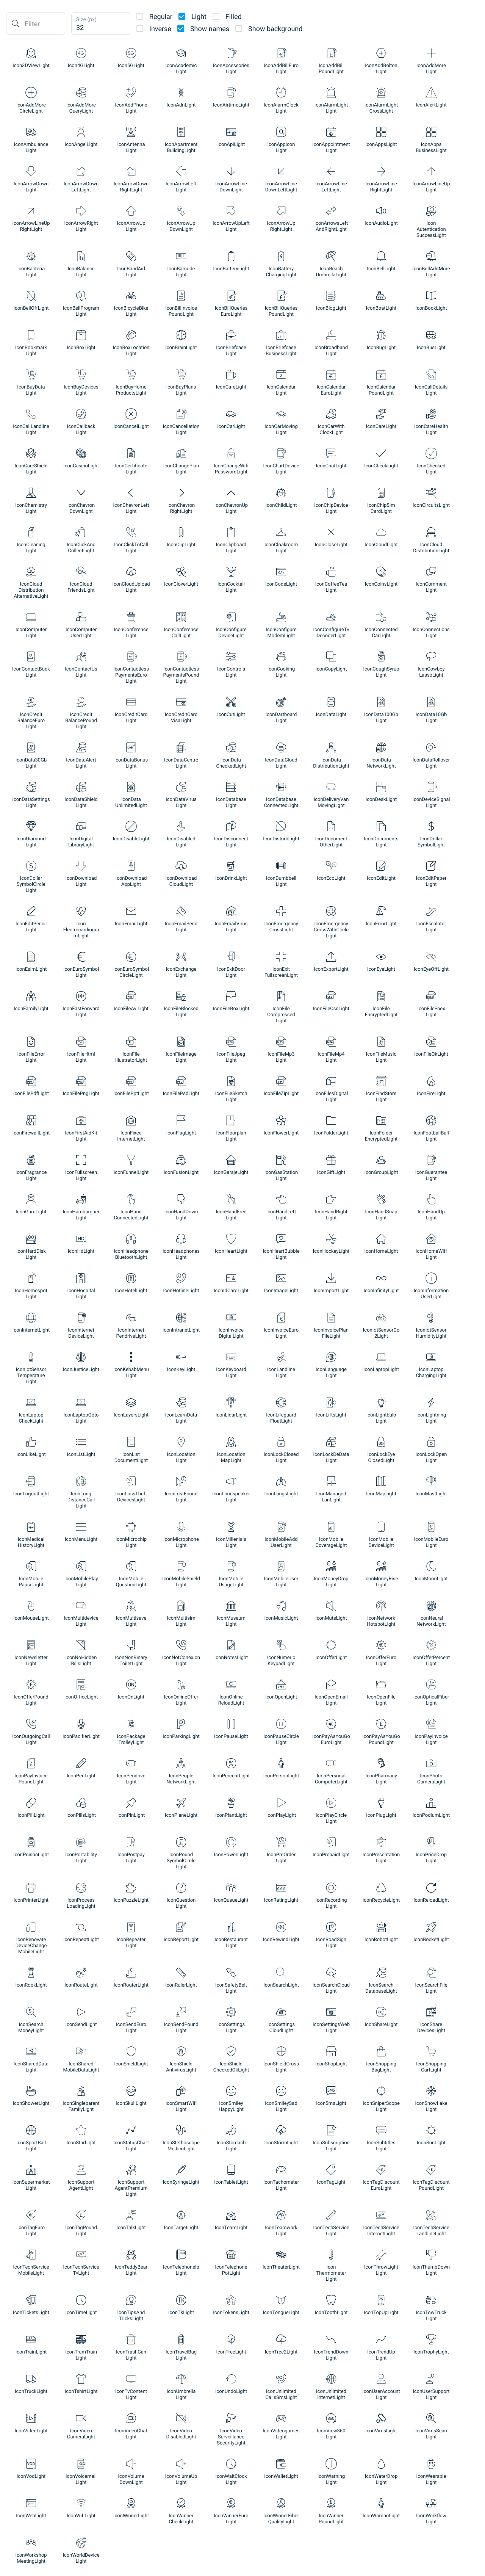 Filter
Size (px)
32
Regular Light Filled
Inverse Show names Show background
Icon3DViewLight Icon4GLight Icon5GLight IconAcademic Light IconAccessories Light IconAddBillEuro Light IconAddBill PoundLight IconAddBolton Light IconAddMore Light
IconAddMore CircleLight IconAddMore QueryLight IconAddPhone Light IconAdnLight IconAirtimeLight IconAlarmClock Light IconAlarmLight Light IconAlarmLight CrossLight IconAlertLight
IconAmbulance Light IconAngelLight IconAntenna Light IconApartment BuildingLight IconApiLight IconAppIcon Light IconAppointment Light IconAppsLight IconApps BusinessLight
IconArrowDown Light IconArrowDown LeftLight IconArrowDown RightLight IconArrowLeft Light IconArrowLine DownLight IconArrowLine DownLeftLight IconArrowLine LeftLight IconArrowLine RightLight IconArrowLineUp Light
IconArrowLineUp RightLight IconArrowRight Light IconArrowUp Light IconArrowUp DownLight IconArrowUpLeft Light IconArrowUp RightLight IconArrowsLeft AndRightLight IconAudioLight Icon Autentication SuccessLight
IconBacteria Light IconBalance Light IconBandAid Light IconBarcode Light IconBatteryLight IconBattery ChargingLight IconBeach UmbrellaLight IconBellLight IconBellAddMore Light
IconBellOffLight IconBellProgram Light IconBicycleBike Light IconBillInvoice PoundLight IconBillQueries EuroLight IconBillQueries PoundLight IconBlogLight IconBoatLight IconBookLight
IconBookmark Light IconBoxLight IconBoxLocation Light IconBrainLight IconBriefcase Light IconBriefcase BusinessLight IconBroadband Light IconBugLight IconBusLight
IconBuyData Light IconBuyDevices Light IconBuyHome ProductsLight IconBuyPlans Light IconCafeLight IconCalendar Light IconCalendar EuroLight IconCalendar PoundLight IconCallDetails Light
IconCallLandline Light IconCallback Light IconCancelLight IconCancellation Light IconCarLight IconCarMoving Light IconCarWith ClockLight IconCareLight IconCareHealth Light
IconCareShield Light IconCasinoLight IconCertificate Light IconChangePlan Light IconChangeWifi PasswordLight IconChartDevice Light IconChatLight IconCheckLight IconChecked Light
IconChemistry Light IconChevron DownLight IconChevronLeft Light IconChevron RightLight IconChevronUp Light IconChildLight IconChipDevice Light IconChipSim CardLight IconCircuitsLight
IconCleaning Light IconClickAnd CollectLight IconClickToCall Light IconClipLight IconClipboard Light IconCloakroom Light IconCloseLight IconCloudLight IconCloud DistributionLight
IconCloud Distribution AlternativeLight IconCloud FriendsLight IconCloudUpload Light IconCloverLight IconCocktail Light IconCodeLight IconCoffeeTea Light IconCoinsLight IconComment Light
IconComputer Light IconComputer UserLight IconConference Light IconConference CallLight IconConfigure DeviceLight IconConfigure ModemLight IconConfigureTv DecoderLight IconConnected CarLight IconConnections Light
IconContactBook Light IconContactUs Light IconContactless PaymentsEuro Light IconContactless PaymentsPound Light IconControls Light IconCooking Light IconCopyLight IconCoughSyrup Light IconCowboy LassoLight
IconCredit BalanceEuro Light IconCredit BalancePound Light IconCreditCard Light IconCreditCard VisaLight IconCutLight IconDartboard Light IconDataLight IconData100Gb Light IconData10Gb Light
IconData30Gb Light IconDataAlert Light IconDataBonus Light IconDataCentre Light IconData CheckedLight IconDataCloud Light IconData DistributionLight IconData NetworkLight IconDataRollover Light
IconDataSettings Light IconDataShield Light IconData UnlimitedLight IconDataVirus Light IconDatabase Light IconDatabase ConnectedLight IconDeliveryVan MovingLight IconDeskLight IconDeviceSignal Light
IconDiamond Light IconDigital LibraryLight IconDisableLight IconDisabled Light IconDisconnect Light IconDisturbLight IconDocument OtherLight IconDocuments Light IconDollar SymbolLight
IconDollar SymbolCircle Light IconDownload Light IconDownload AppLight IconDownload CloudLight IconDrinkLight IconDumbbell Light IconEcoLight IconEditLight IconEditPaper Light
IconEditPencil Light Icon Electrocardiogra mLight IconEmailLight IconEmailSend Light IconEmailVirus Light IconEmergency CrossLight IconEmergency CrossWithCircle Light IconErrorLight IconEscalator Light
IconEsimLight IconEuroSymbol Light IconEuroSymbol CircleLight IconExchange Light IconExitDoor Light IconExit FullscreenLight IconExportLight IconEyeLight IconEyeOffLight
IconFamilyLight IconFastForward Light IconFileAviLight IconFileBlocked Light IconFileBoxLight IconFile Compressed Light IconFileCssLight IconFile EncryptedLight IconFileEnex Light
IconFileError Light IconFileHtml Light IconFile IllustratorLight IconFileImage Light IconFileJpeg Light IconFileMp3 Light IconFileMp4 Light IconFileMusic Light IconFileOkLight
IconFilePdfLight IconFilePngLight IconFilePptLight IconFilePsdLight IconFileSketch Light IconFileZipLight IconFilesDigital Light IconFindStore Light IconFireLight
IconFirewallLight IconFirstAidKit Light IconFixed InternetLight IconFlagLight IconFloorplan Light IconFlowerLight IconFolderLight IconFolder EncryptedLight IconFootballBall Light
IconFragrance Light IconFullscreen Light IconFunnelLight IconFusionLight IconGarajeLight IconGasStation Light IconGiftLight IconGroupLight IconGuarantee Light
IconGuruLight IconHamburguer Light IconHand ConnectedLight IconHandDown Light IconHandFree Light IconHandLeft Light IconHandRight Light IconHandSnap Light IconHandUp Light
IconHardDisk Light IconHdLight IconHeadphone BluetoothLight IconHeadphones Light IconHeartLight IconHeartBubble Light IconHockeyLight IconHomeLight IconHomeWifi Light
IconHomespot Light IconHospital Light IconHotelLight IconHotlineLight IconIdCardLight IconImageLight IconImportLight IconInfinityLight IconInformation UserLight
IconInternetLight IconInternet DeviceLight IconInternet PendriveLight IconIntranetLight IconInvoice DigitalLight IconInvoiceEuro Light IconInvoicePlan FileLight IconIotSensorCo 2Light IconIotSensor HumidityLight
IconIotSensor Temperature Light IconJusticeLight IconKebabMenu Light IconKeyLight IconKeyboard Light IconLandline Light IconLanguage Light IconLaptopLight IconLaptop ChargingLight
IconLaptop CheckLight IconLaptopGoto Light IconLayersLight IconLearnData Light IconLidarLight IconLifeguard FloatLight IconLiftsLight IconLightbulb Light IconLightning Light
IconLikeLight IconListLight IconList DocumentLight IconLocation Light IconLocation MapLight IconLockClosed Light IconLockDeData Light IconLockEye ClosedLight IconLockOpen Light
IconLogoutLight IconLong DistanceCall Light IconLossTheft DevicesLight IconLostFound Light IconLoudspeaker Light IconLungsLight IconManaged LanLight IconMapLight IconMastLight
IconMedical HistoryLight IconMenuLight IconMicrochip Light IconMicrophone Light IconMillenials Light IconMobileAdd UserLight IconMobile CoverageLight IconMobile DeviceLight IconMobileEuro Light
IconMobile PauseLight IconMobilePlay Light IconMobile QuestionLight IconMobileShield Light IconMobile UsageLight IconMobileUser Light IconMoneyDrop Light IconMoneyRise Light IconMoonLight
IconMouseLight IconMultidevice Light IconMultisave Light IconMultisim Light IconMuseum Light IconMusicLight IconMuteLight IconNetwork HotspotLight IconNeural NetworkLight
IconNewsletter Light IconNoHidden BillsLight IconNonBinary ToiletLight IconNotConexion Light IconNotesLight IconNumeric KeypadLight IconOfferLight IconOfferEuro Light IconOfferPercent Light
IconOfferPound Light IconOfficeLight IconOnLight IconOnlineOffer Light IconOnline ReloadLight IconOpenLight IconOpenEmail Light IconOpenFile Light IconOpticalFiber Light
IconOutgoingCall Light IconPacifierLight IconPackage TrolleyLight IconParkingLight IconPauseLight IconPauseCircle Light IconPayAsYouGo EuroLight IconPayAsYouGo PoundLight IconPayInvoice Light
IconPayInvoice PoundLight IconPenLight IconPendrive Light IconPeople NetworkLight IconPercentLight IconPersonLight IconPersonal ComputerLight IconPharmacy Light IconPhoto CameraLight
IconPillLight IconPillsLight IconPinLight IconPlaneLight IconPlantLight IconPlayLight IconPlayCircle Light IconPlugLight IconPodiumLight
IconPoisonLight IconPortability Light IconPostpay Light IconPound SymbolCircle Light IconPowerLight IconPreOrder Light IconPrepaidLight IconPresentation Light IconPriceDrop Light
IconPrinterLight IconProcess LoadingLight IconPuzzleLight IconQuestion Light IconQueueLight IconRatingLight IconRecording Light IconRecycleLight IconReloadLight
IconRenovate DeviceChange MobileLight IconRepeatLight IconRepeater Light IconReportLight IconRestaurant Light IconRewindLight IconRoadSign Light IconRobotLight IconRocketLight
IconRookLight IconRouteLight IconRouterLight IconRulerLight IconSafetyBelt Light IconSearchLight IconSearchCloud Light IconSearch DatabaseLight IconSearchFile Light
IconSearch MoneyLight IconSendLight IconSendEuro Light IconSendPound Light IconSettings Light IconSettings CloudLight IconSettingsWeb Light IconShareLight IconShare DevicesLight
IconSharedData Light IconShared MobileDataLight IconShieldLight IconShield AntivirusLight IconShield CheckedOkLight IconShieldCross Light IconShopLight IconShopping BagLight IconShopping CartLight
IconShowerLight IconSingleparent FamilyLight IconSkullLight IconSmartWifi Light IconSmiley HappyLight IconSmileySad Light IconSmsLight IconSniperScope Light IconSnowflake Light
IconSportBall Light IconStarLight IconStatusChart Light IconStethoscope MedicoLight IconStomach Light IconStormLight IconSubscription Light IconSubtitles Light IconSunLight
IconSupermarket Light IconSupport AgentLight IconSupport AgentPremium Light IconSyringeLight IconTabletLight IconTachometer Light IconTagLight IconTagDiscount EuroLight IconTagDiscount PoundLight
IconTagEuro Light IconTagPound Light IconTalkLight IconTargetLight IconTeamLight IconTeamwork Light IconTechService Light IconTechService InternetLight IconTechService LandlineLight
IconTechService MobileLight IconTechService TvLight IconTeddyBear Light IconTelephoneIp Light IconTelephone PotLight IconTheaterLight Icon Thermometer Light IconThrowLight Light IconThumbDown Light
IconTicketsLight IconTimeLight IconTipsAnd TricksLight IconTkLight IconTokensLight IconTongueLight IconToothLight IconTopUpLight IconTowTruck Light
IconTrainLight IconTramTrain Light IconTrashCan Light IconTravelBag Light IconTreeLight IconTree2Light IconTrendDown Light IconTrendUp Light IconTrophyLight
IconTruckLight IconTshirtLight IconTvContent Light IconUmbrella Light IconUndoLight IconUnlimited CallsSmsLight IconUnlimited InternetLight IconUserAccount Light IconUserSupport Light
IconVideoLight IconVideo CameraLight IconVideoChat Light IconVideo DisabledLight IconVideo Surveillance SecurityLight IconVideogames Light IconView360 Light IconVirusLight IconVirusScan Light
IconVodLight IconVoicemail Light IconVolume DownLight IconVolumeUp Light IconWaitClock Light IconWalletLight IconWarning Light IconWaterDrop Light IconWearable Light
IconWebLight IconWifiLight IconWinnerLight IconWinner CheckLight IconWinnerEuro Light IconWinnerFiber QualityLight IconWinner PoundLight IconWomanLight IconWorkflow Light
IconWorkshop MeetingLight IconWorldDevice Light